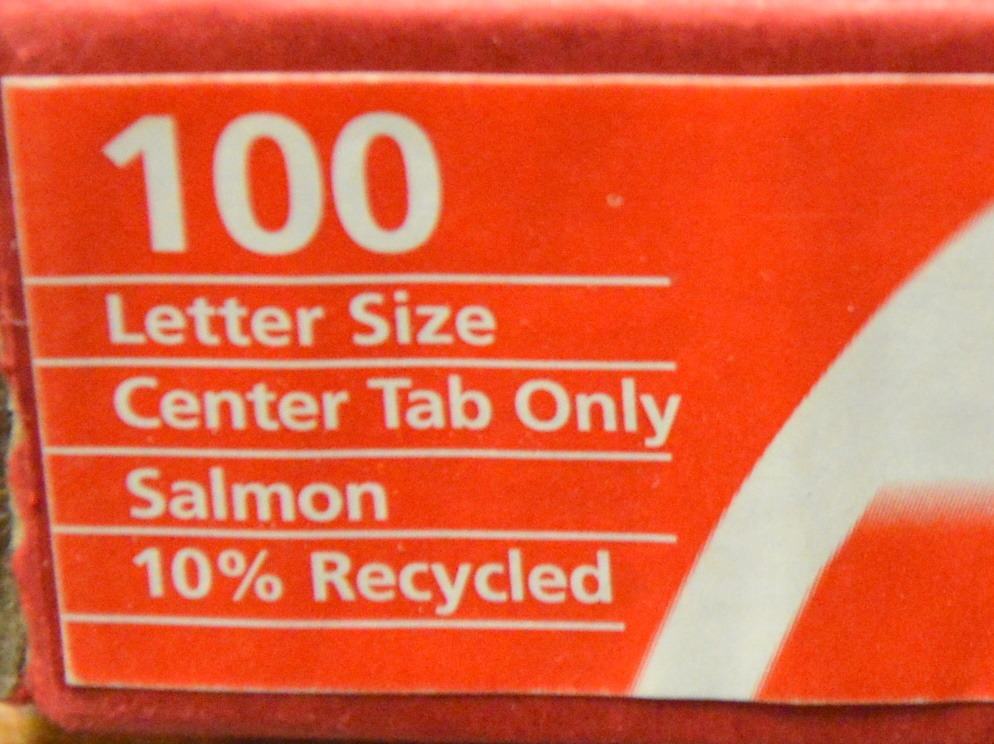 100
Letter Size
Center Tab Only
Salmon
10% Recycled